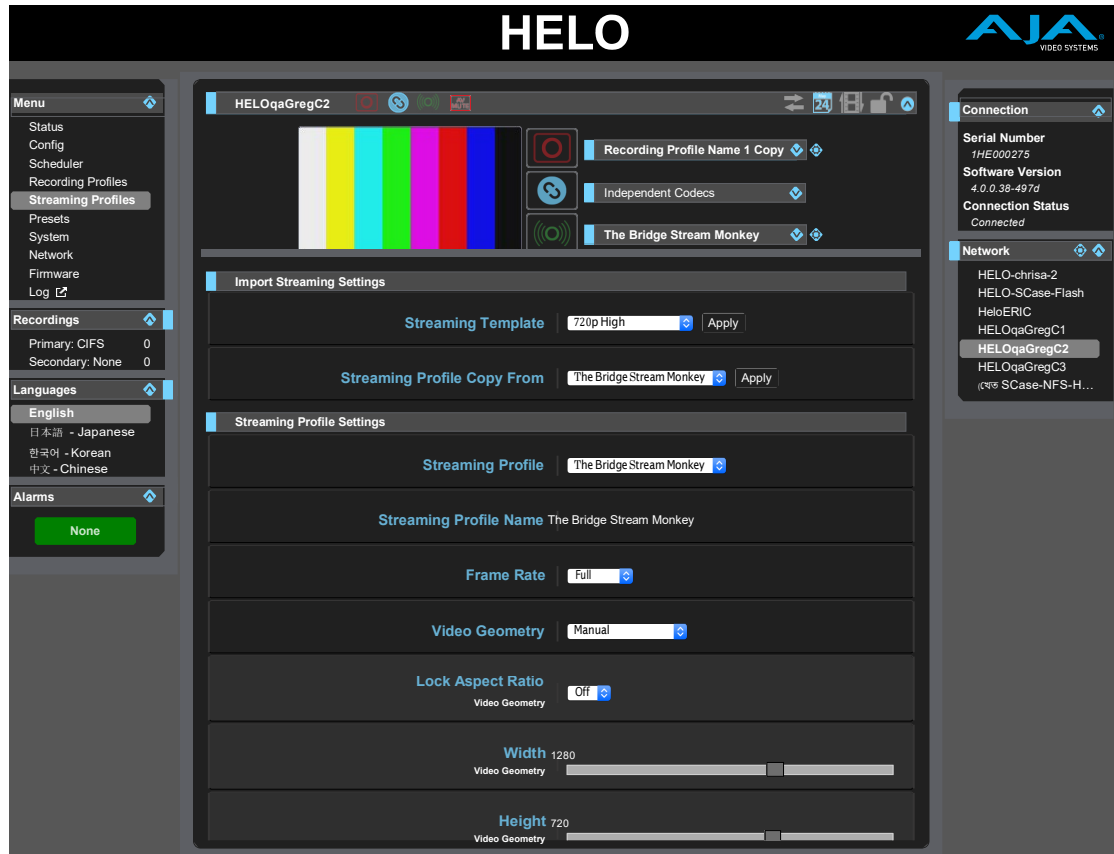 HELO
AJA
VIDEO SYSTEMS
Menu
Status
Config
Scheduler
Recording Profiles
Streaming Profiles
Presets
System
Network
Firmware
Log
Recordings
Primary: CIFS 0
Secondary: None 0
Languages
English
日本語 - Japanese
한국어 - Korean
中文 - Chinese
Alarms
None
HELOqaGregC2
24
Recording Profile Name 1 Copy
Independent Codecs
The Bridge Stream Monkey
Import Streaming Settings
Streaming Template 720p High Apply
Streaming Profile Copy From The Bridge Stream Monkey Apply
Streaming Profile Settings
Streaming Profile The Bridge Stream Monkey
Streaming Profile Name The Bridge Stream Monkey
Frame Rate Full
Video Geometry Manual
Lock Aspect Ratio Off
Video Geometry
Width 1280
Video Geometry
Height 720
Video Geometry
Connection
Serial Number
1HE000275
Software Version
4.0.0.38-497d
Connection Status
Connected
Network
HELO-chrisa-2
HELO-SCase-Flash
HeloERIC
HELOqaGregC1
HELOqaGregC2
HELOqaGregC3
SCase-NFS-H...